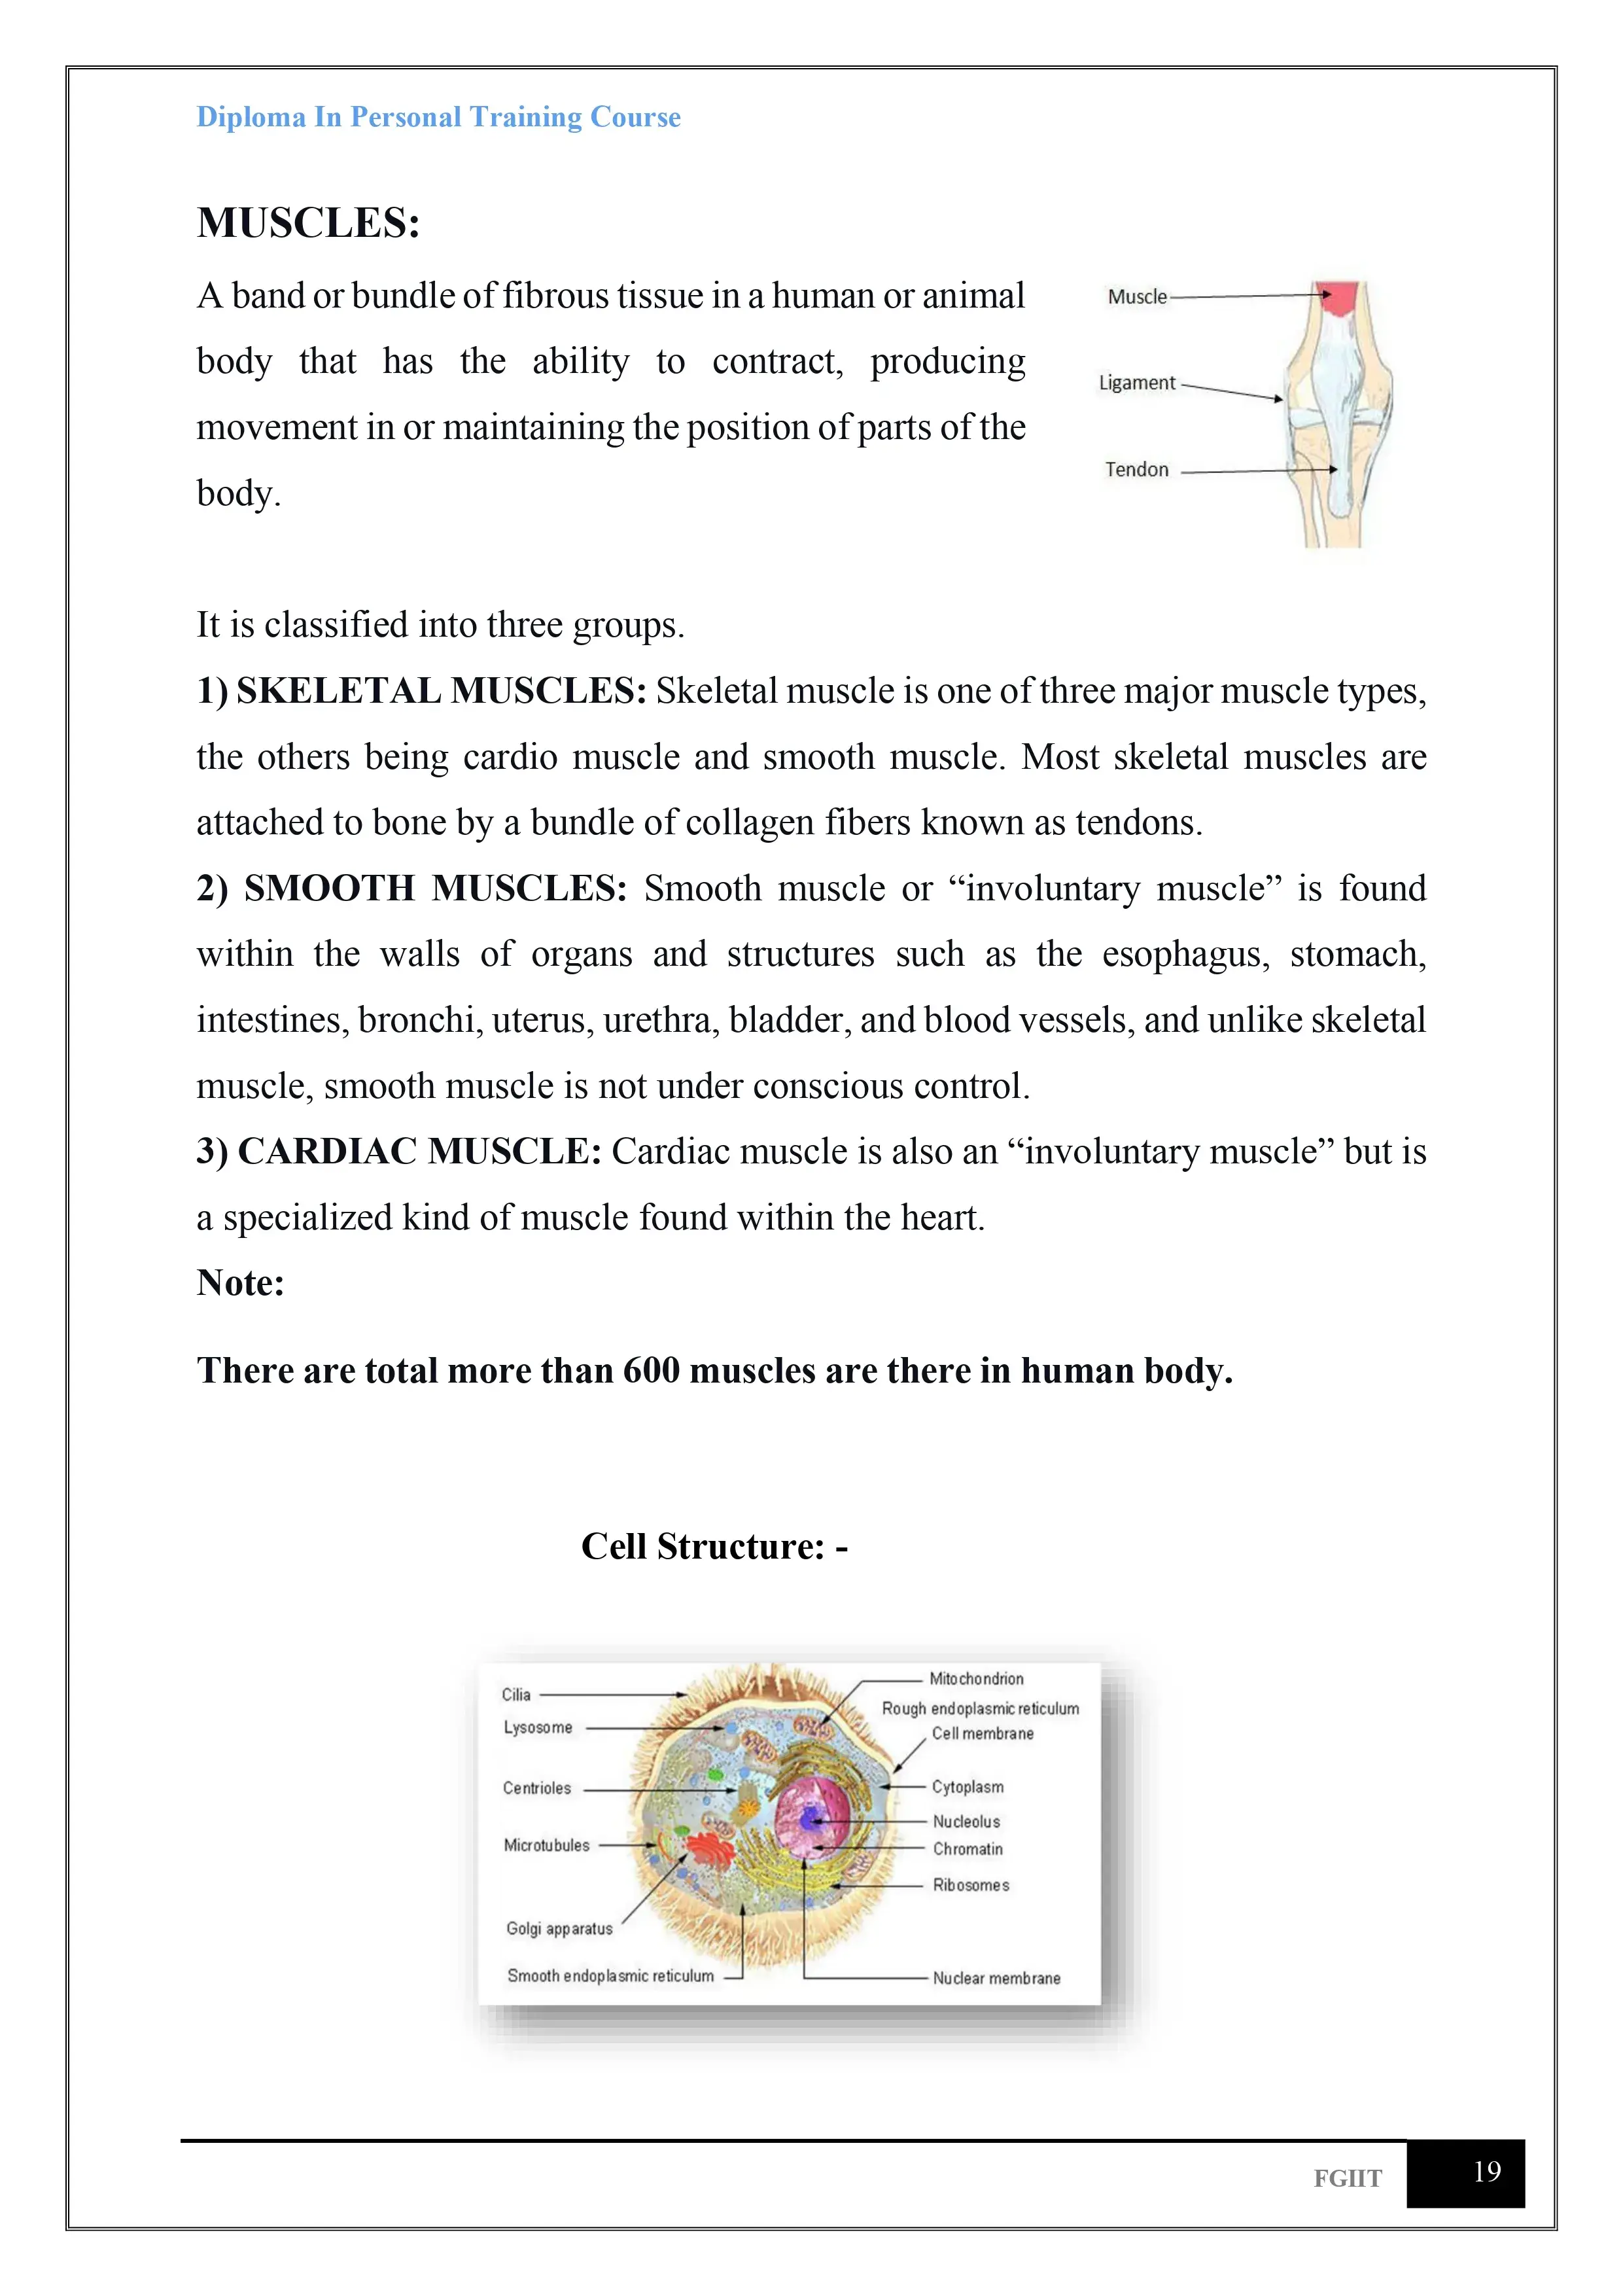 Diploma In Personal Training Course
MUSCLES:
A band or bundle of fibrous tissue in a human or animal
body that has the ability to contract, producing
movement in or maintaining the position of parts of the
body.
Muscle
Ligament
Tendon
It is classified into three groups.
1) SKELETAL MUSCLES: Skeletal muscle is one of three major muscle types,
the others being cardio muscle and smooth muscle. Most skeletal muscles are
attached to bone by a bundle of collagen fibers known as tendons.
2) SMOOTH MUSCLES: Smooth muscle or “involuntary muscle” is found
within the walls of organs and structures such as the esophagus, stomach,
intestines, bronchi, uterus, urethra, bladder, and blood vessels, and unlike skeletal
muscle, smooth muscle is not under conscious control.
3) CARDIAC MUSCLE: Cardiac muscle is also an “involuntary muscle” but is
a specialized kind of muscle found within the heart.
Note:
There are total more than 600 muscles are there in human body.
Cell Structure: -
Cilia
Lysosome
Centrioles
Microtubules
Golgi apparatus
Smooth endoplasmic reticulum
Mitochondrion
Rough endoplasmic reticulum
Cell membrane
Cytoplasm
Nucleolus
Chromatin
Ribosomes
Nuclear membrane
FGIIT
19